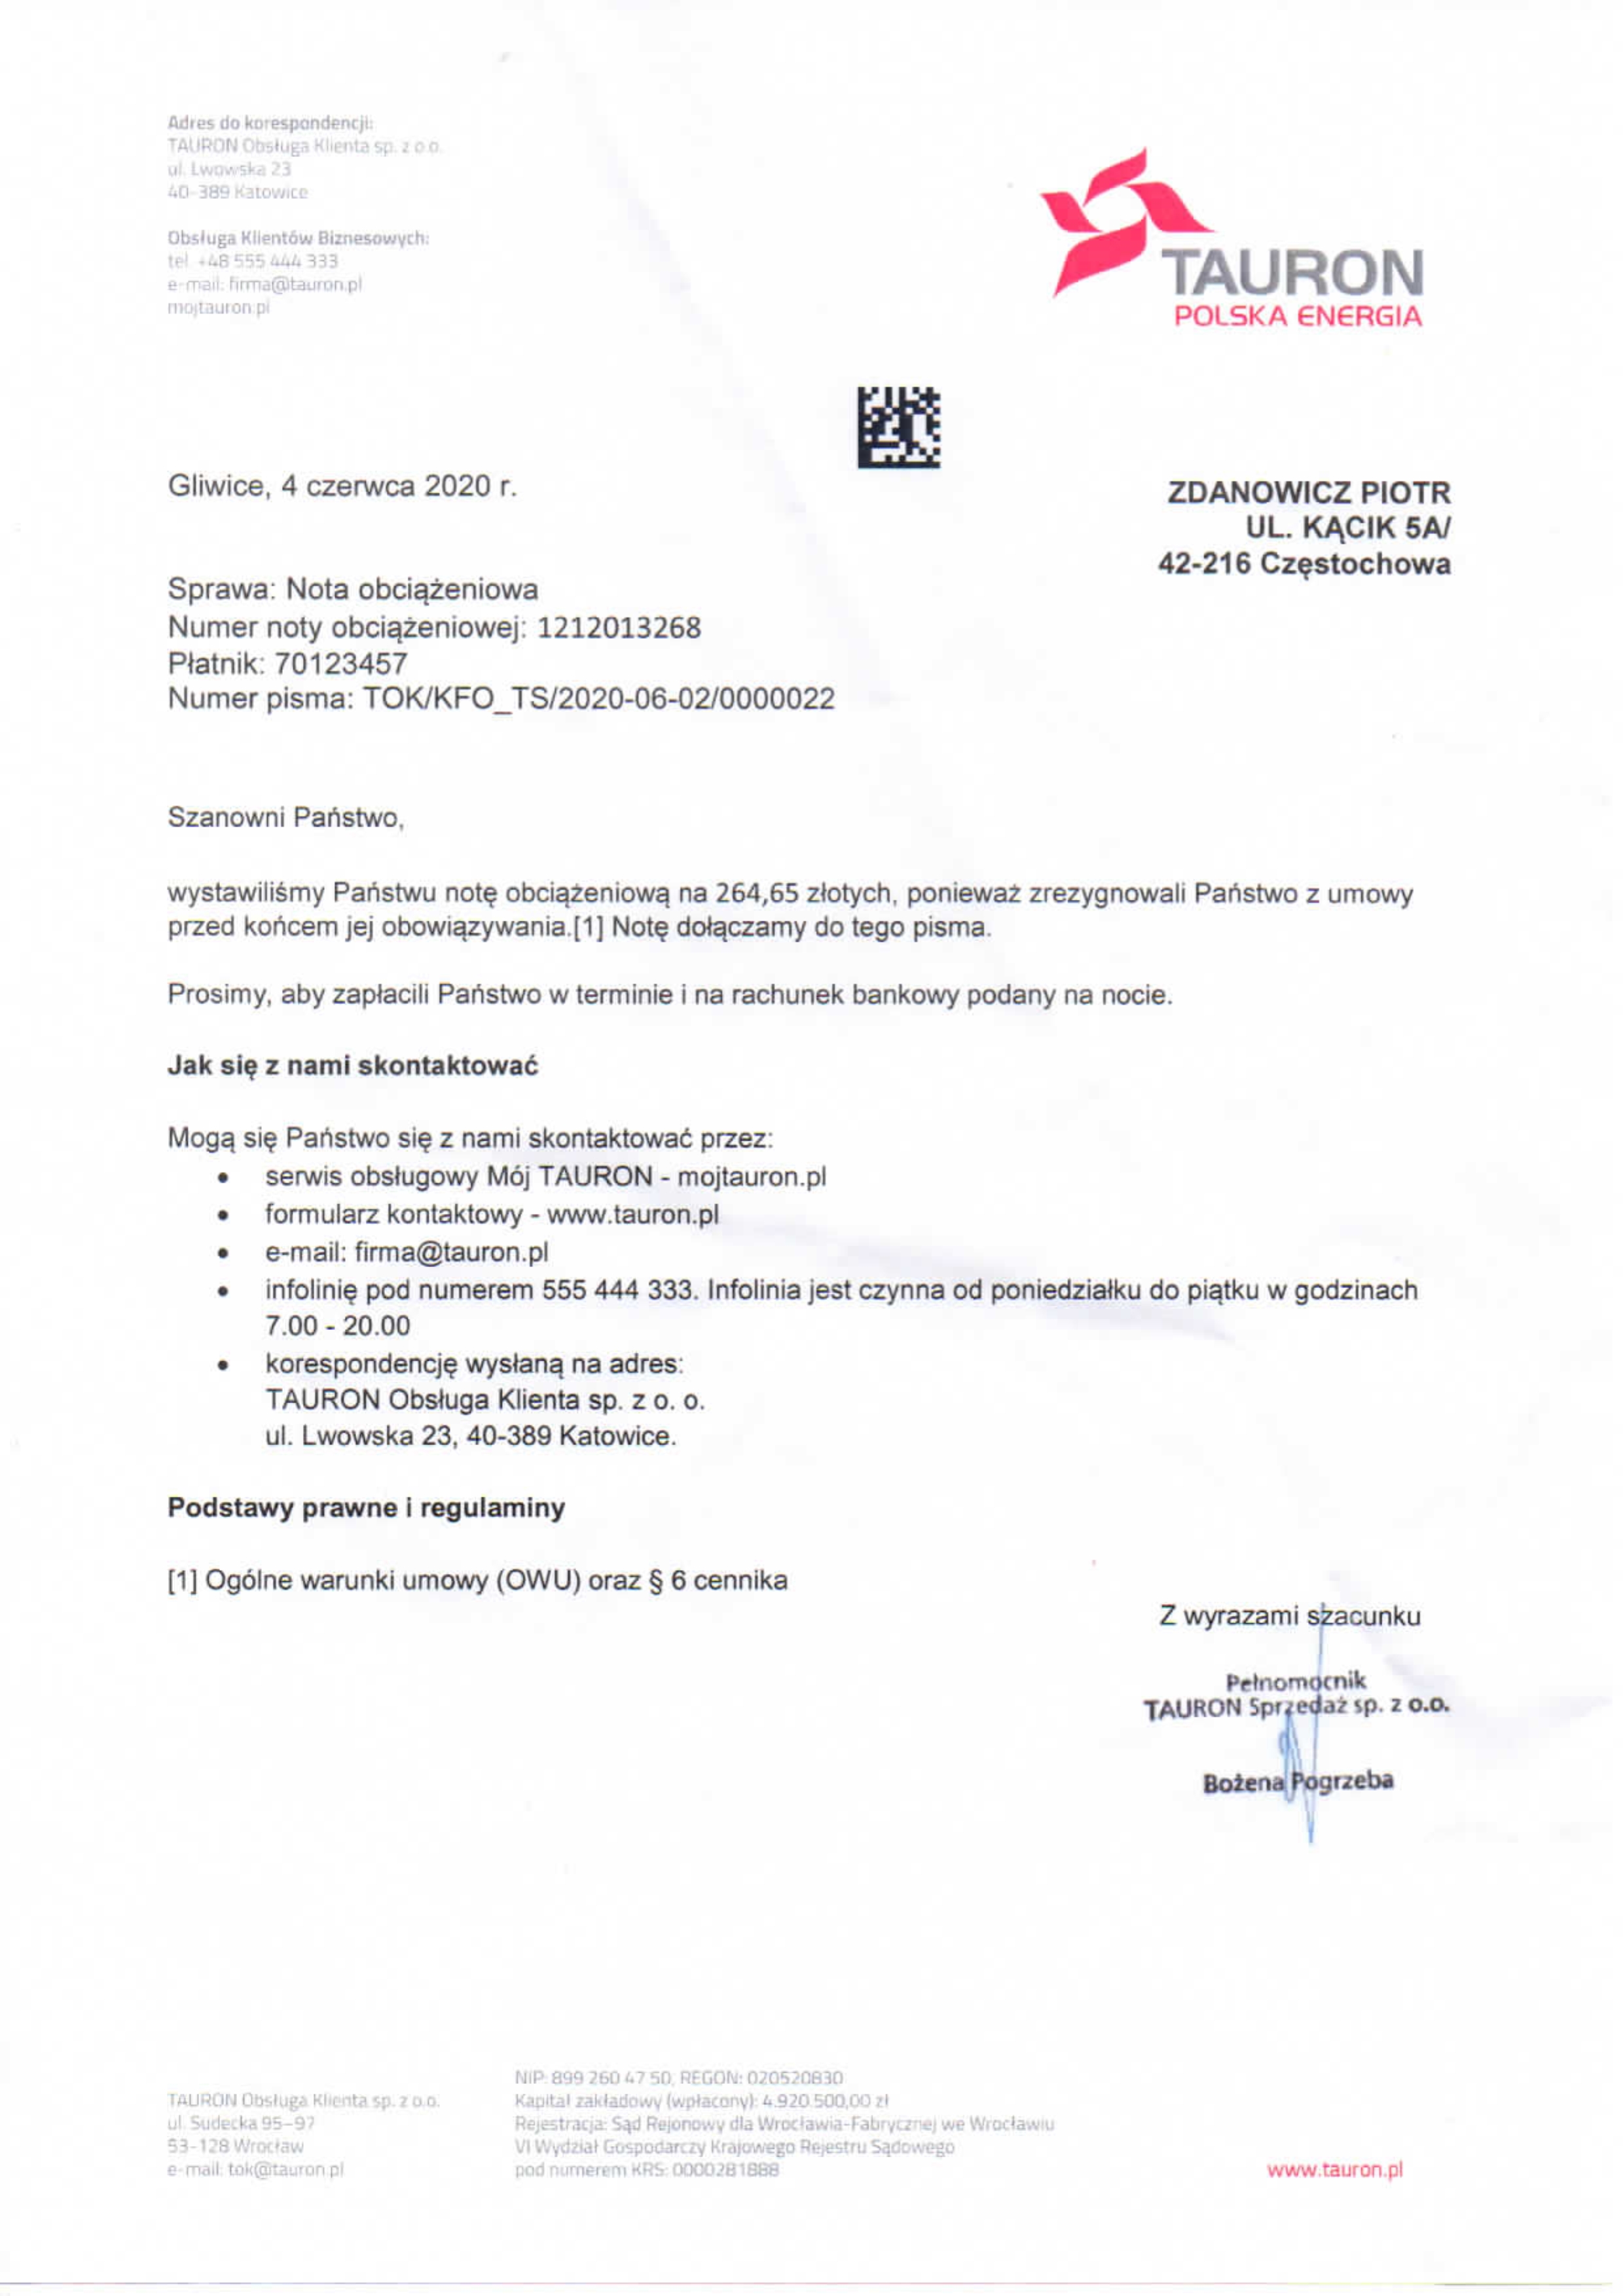 Adres do korespondencji:
TAURON Obsługa Klienta sp. z o.o.
ul. Lwowska 23
40-389 Katowice
Obsługa Klientów Biznesowych:
tel. +48 555 444 333
e-mail: firma@tauron.pl
mojtauron.pl
TAURON
POLSKA ENERGIA
Gliwice, 4 czerwca 2020 r.
ZDANOWICZ PIOTR
UL. KĄCIK 5A/
42-216 Częstochowa
Sprawa: Nota obciążeniowa
Numer noty obciążeniowej: 1212013268
Płatnik: 70123457
Numer pisma: TOK/KFO_TS/2020-06-02/0000022
Szanowni Państwo,
wystawiliśmy Państwu notę obciążeniową na 264,65 złotych, ponieważ zrezygnowali Państwo z umowy
przed końcem jej obowiązywania.[1] Notę dołączamy do tego pisma.
Prosimy, aby zapłacili Państwo w terminie i na rachunek bankowy podany na nocie.
Jak się z nami skontaktować
Mogą się Państwo się z nami skontaktować przez:
• serwis obsługowy Mój TAURON - mojtauron.pl
• formularz kontaktowy - www.tauron.pl
• e-mail: firma@tauron.pl
• infolinię pod numerem 555 444 333. Infolinia jest czynna od poniedziałku do piątku w godzinach
7.00 - 20.00
• korespondencję wysłaną na adres:
TAURON Obsługa Klienta sp. z o. o.
ul. Lwowska 23, 40-389 Katowice.
Podstawy prawne i regulaminy
[1] Ogólne warunki umowy (OWU) oraz § 6 cennika
Z wyrazami szacunku
Pełnomocnik
TAURON Sprzedaż sp. z o.o.
Bożena Pogrzeba
TAURON Obsługa Klienta sp. z o.o.
ul. Sudecka 95-97
53-128 Wrocław
e-mail: tok@tauron.pl
NIP: 899 260 47 50, REGON: 020520830
Kapitał zakładowy (wpłacony): 4.920.500,00 zł
Rejestracja: Sąd Rejonowy dla Wrocławia-Fabrycznej we Wrocławiu
VI Wydział Gospodarczy Krajowego Rejestru Sądowego
pod numerem KRS: 0000281888
www.tauron.pl